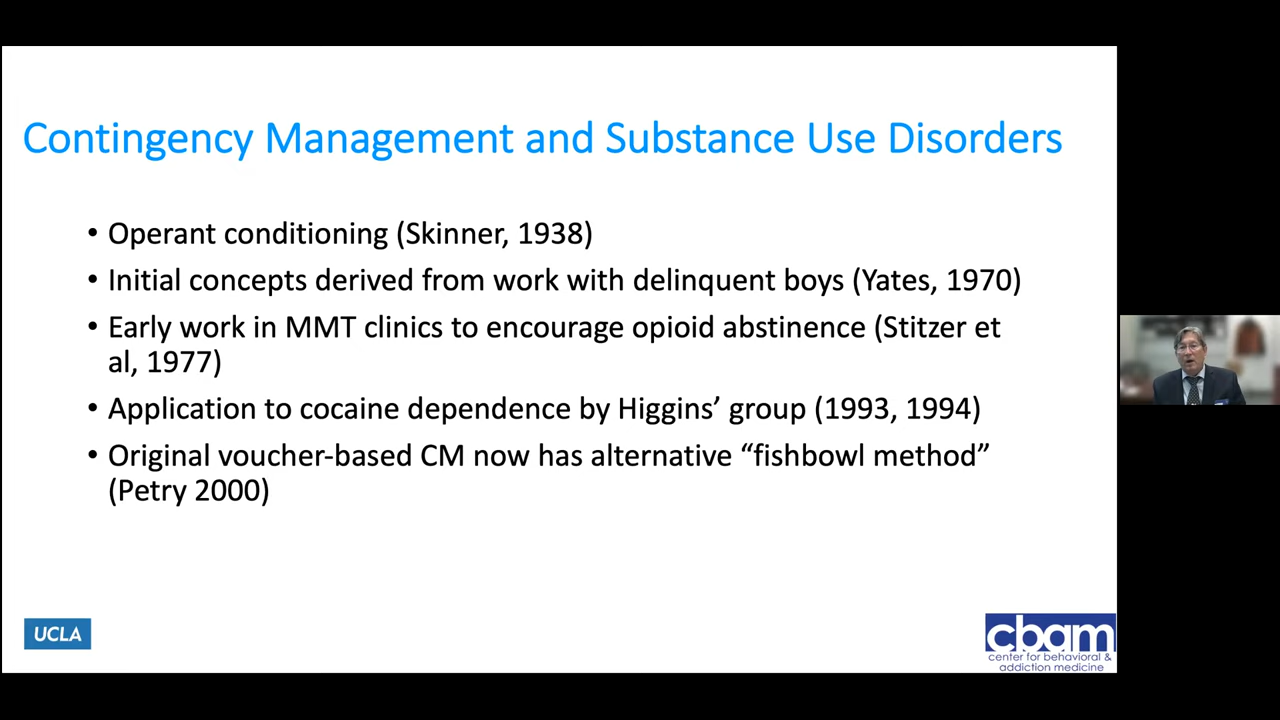 Contingency Management and Substance Use Disorders
• Operant conditioning (Skinner, 1938)
• Initial concepts derived from work with delinquent boys (Yates, 1970)
• Early work in MMT clinics to encourage opioid abstinence (Stitzer et
al, 1977)
• Application to cocaine dependence by Higgins’ group (1993, 1994)
• Original voucher-based CM now has alternative “fishbowl method”
(Petry 2000)
UCLA
cbam
center for behavioral &
addiction medicine